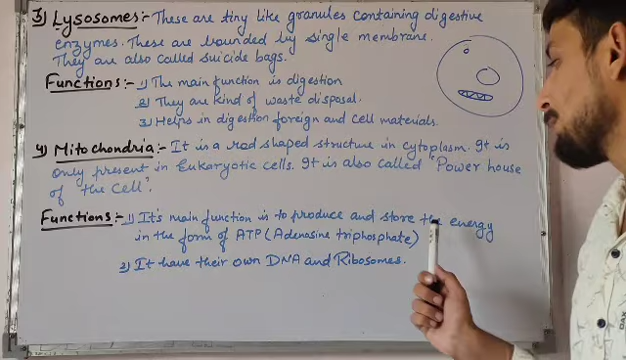 3) Lysosomes:- These are tiny like granules containing digestive
enzymes. These are bounded by single membrane.
They are also called suicide bags.
Functions:- 1) The main function is digestion
2) They are kind of waste disposal.
3) Helps in digestion foreign and cell materials.
4) Mitochondria:- It is a rod shaped structure in cytoplasm. It is
only present in Eukaryotic cells. It is also called "Power house
of the Cell".
Functions:- 1) It's main function is to produce and store the energy
in the form of ATP (Adenosine triphosphate)
2) It have their own DNA and Ribosomes.